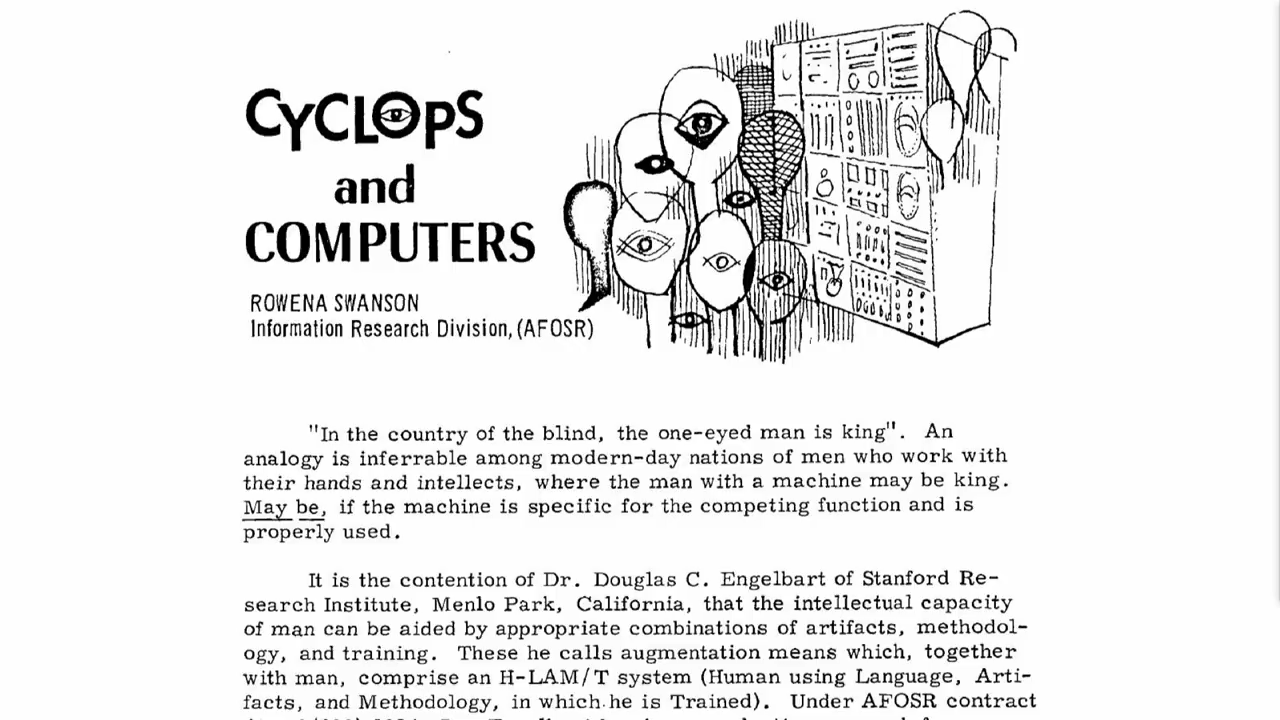 CYCLOPS
and
COMPUTERS
ROWENA SWANSON
Information Research Division, (AFOSR)
"In the country of the blind, the one-eyed man is king". An
analogy is inferrable among modern-day nations of men who work with
their hands and intellects, where the man with a machine may be king.
May be, if the machine is specific for the competing function and is
properly used.
It is the contention of Dr. Douglas C. Engelbart of Stanford Re-
search Institute, Menlo Park, California, that the intellectual capacity
of man can be aided by appropriate combinations of artifacts, methodol-
ogy, and training. These he calls augmentation means which, together
with man, comprise an H-LAM/T system (Human using Language, Arti-
facts, and Methodology, in which he is Trained). Under AFOSR contract